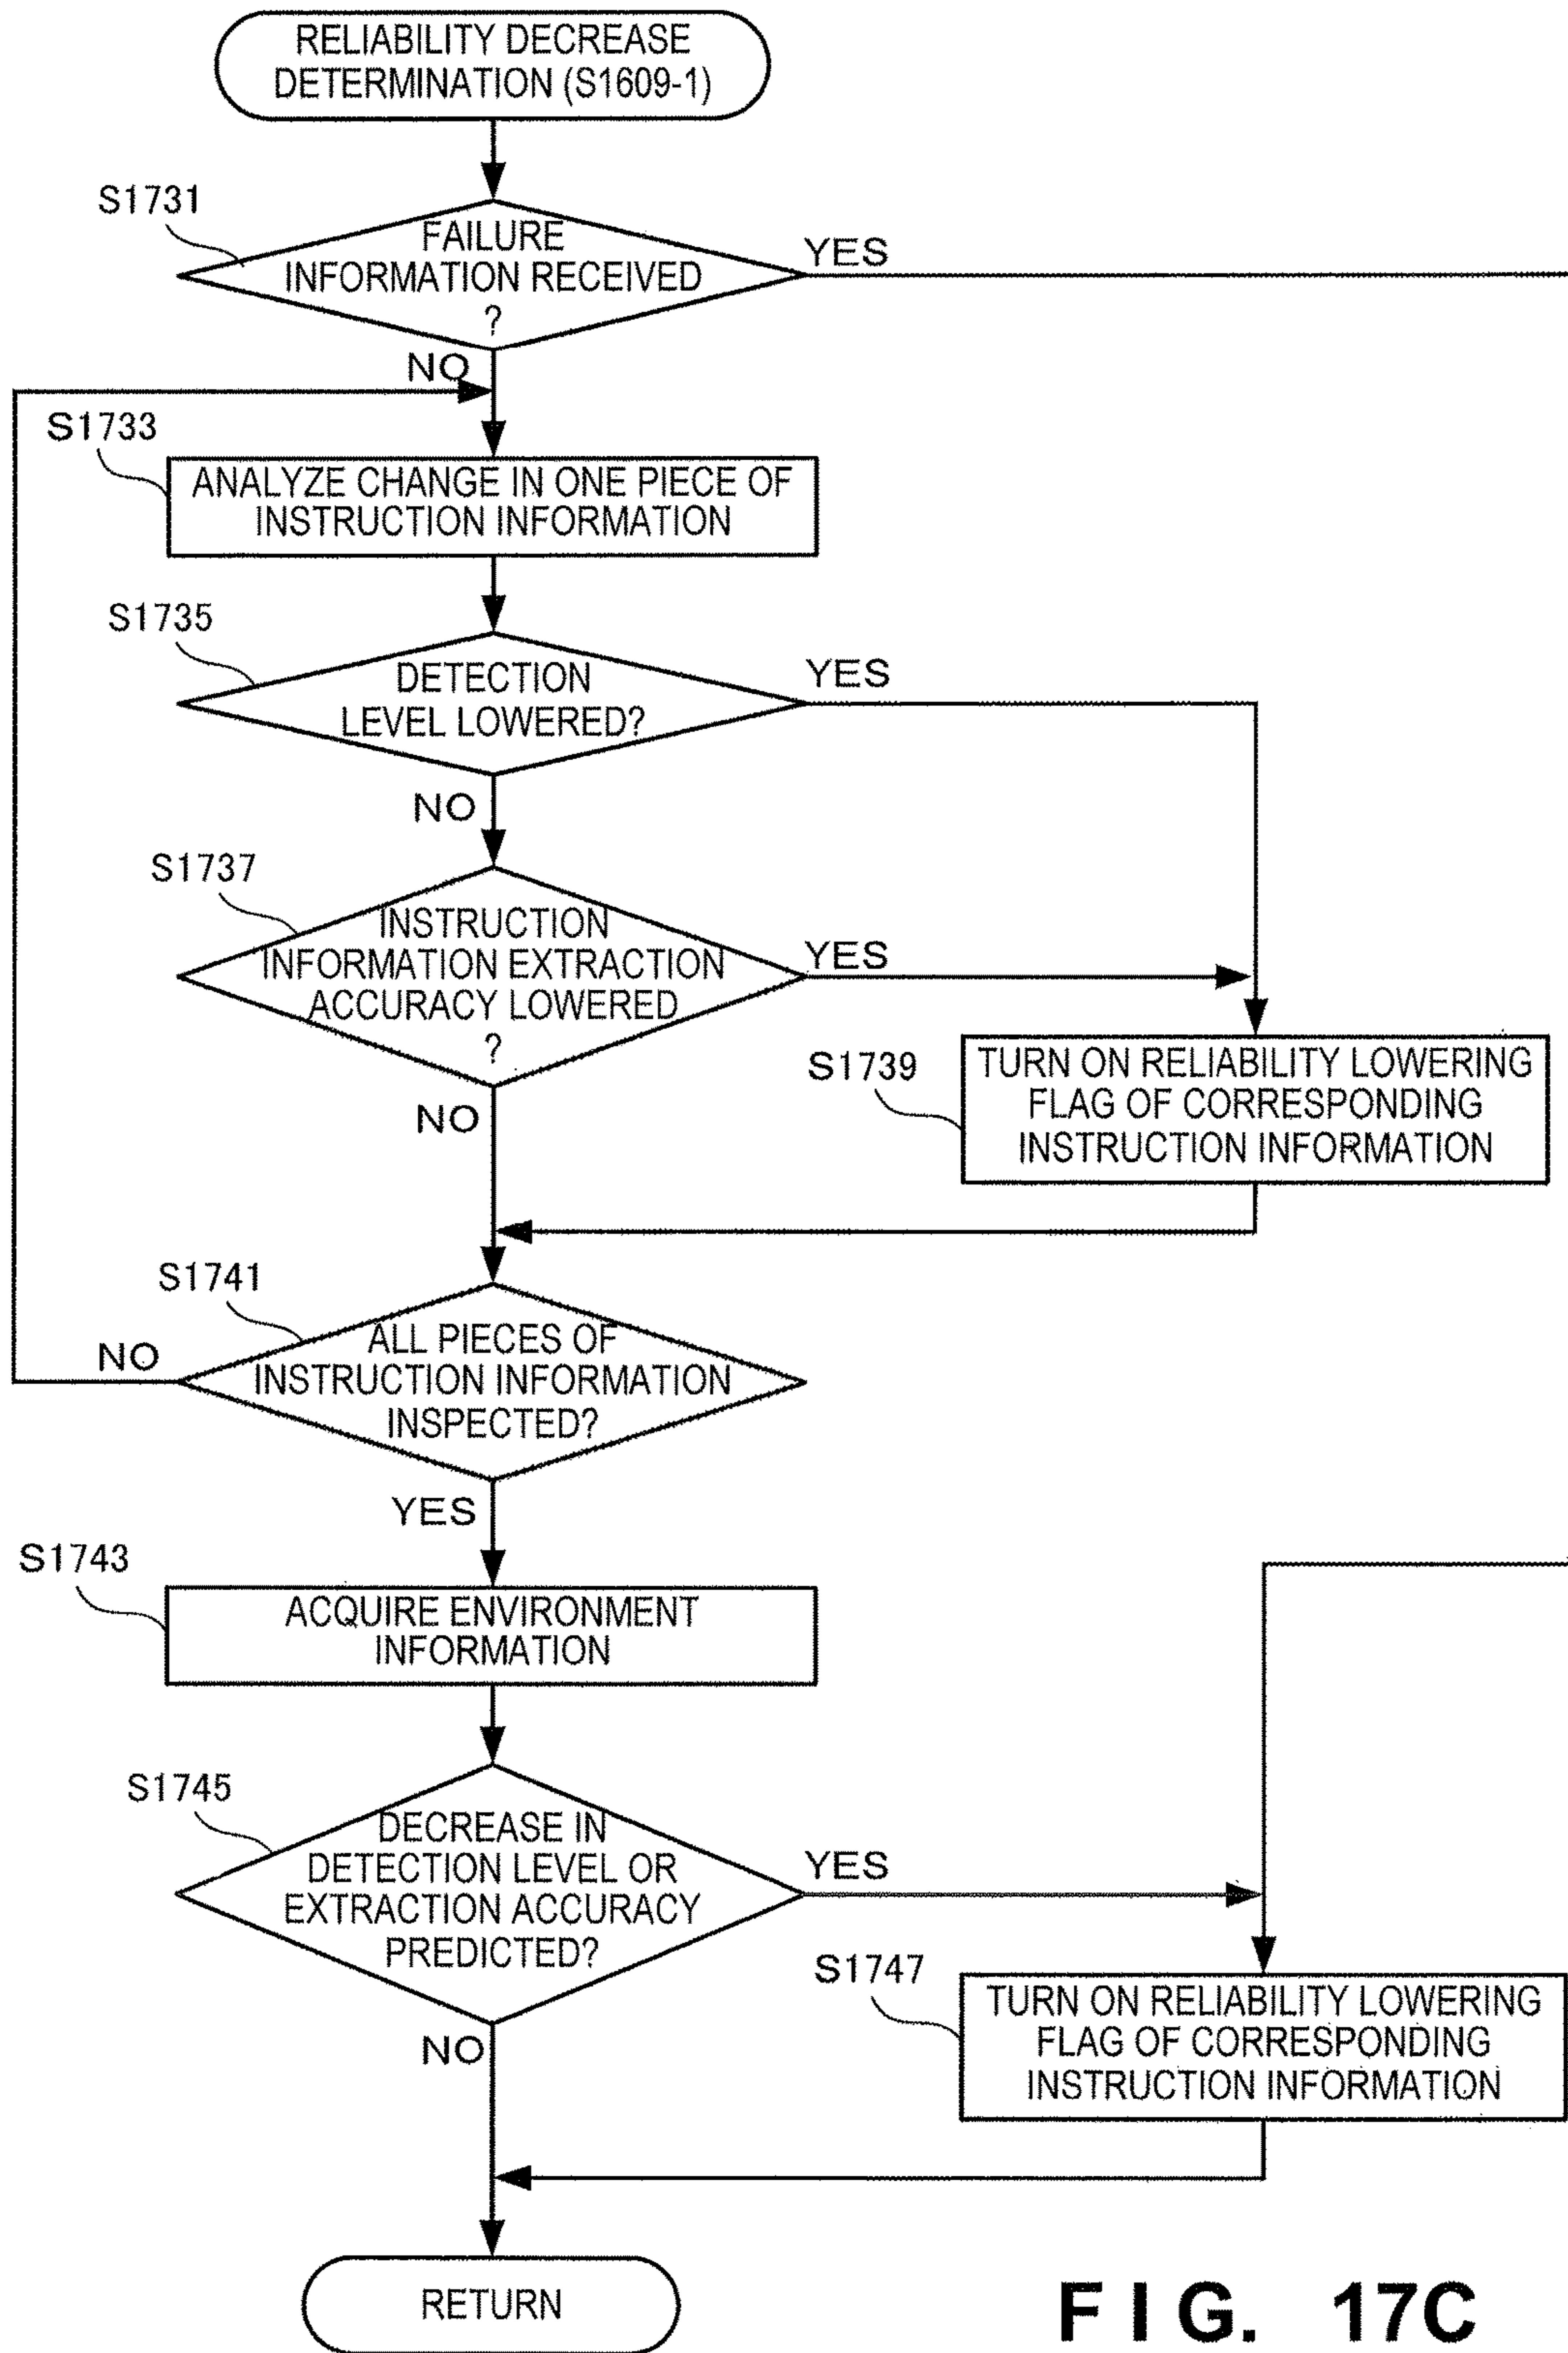 RELIABILITY DECREASE
DETERMINATION (S1609-1)
S1731
FAILURE
INFORMATION RECEIVED
?
YES
NO
S1733
ANALYZE CHANGE IN ONE PIECE OF
INSTRUCTION INFORMATION
S1735
DETECTION
LEVEL LOWERED?
YES
NO
S1737
INSTRUCTION
INFORMATION EXTRACTION
ACCURACY LOWERED
?
YES
NO
S1739
TURN ON RELIABILITY LOWERING
FLAG OF CORRESPONDING
INSTRUCTION INFORMATION
S1741
ALL PIECES OF
INSTRUCTION INFORMATION
INSPECTED?
NO
YES
S1743
ACQUIRE ENVIRONMENT
INFORMATION
S1745
DECREASE IN
DETECTION LEVEL OR
EXTRACTION ACCURACY
PREDICTED?
YES
NO
S1747
TURN ON RELIABILITY LOWERING
FLAG OF CORRESPONDING
INSTRUCTION INFORMATION
RETURN
FIG. 17C